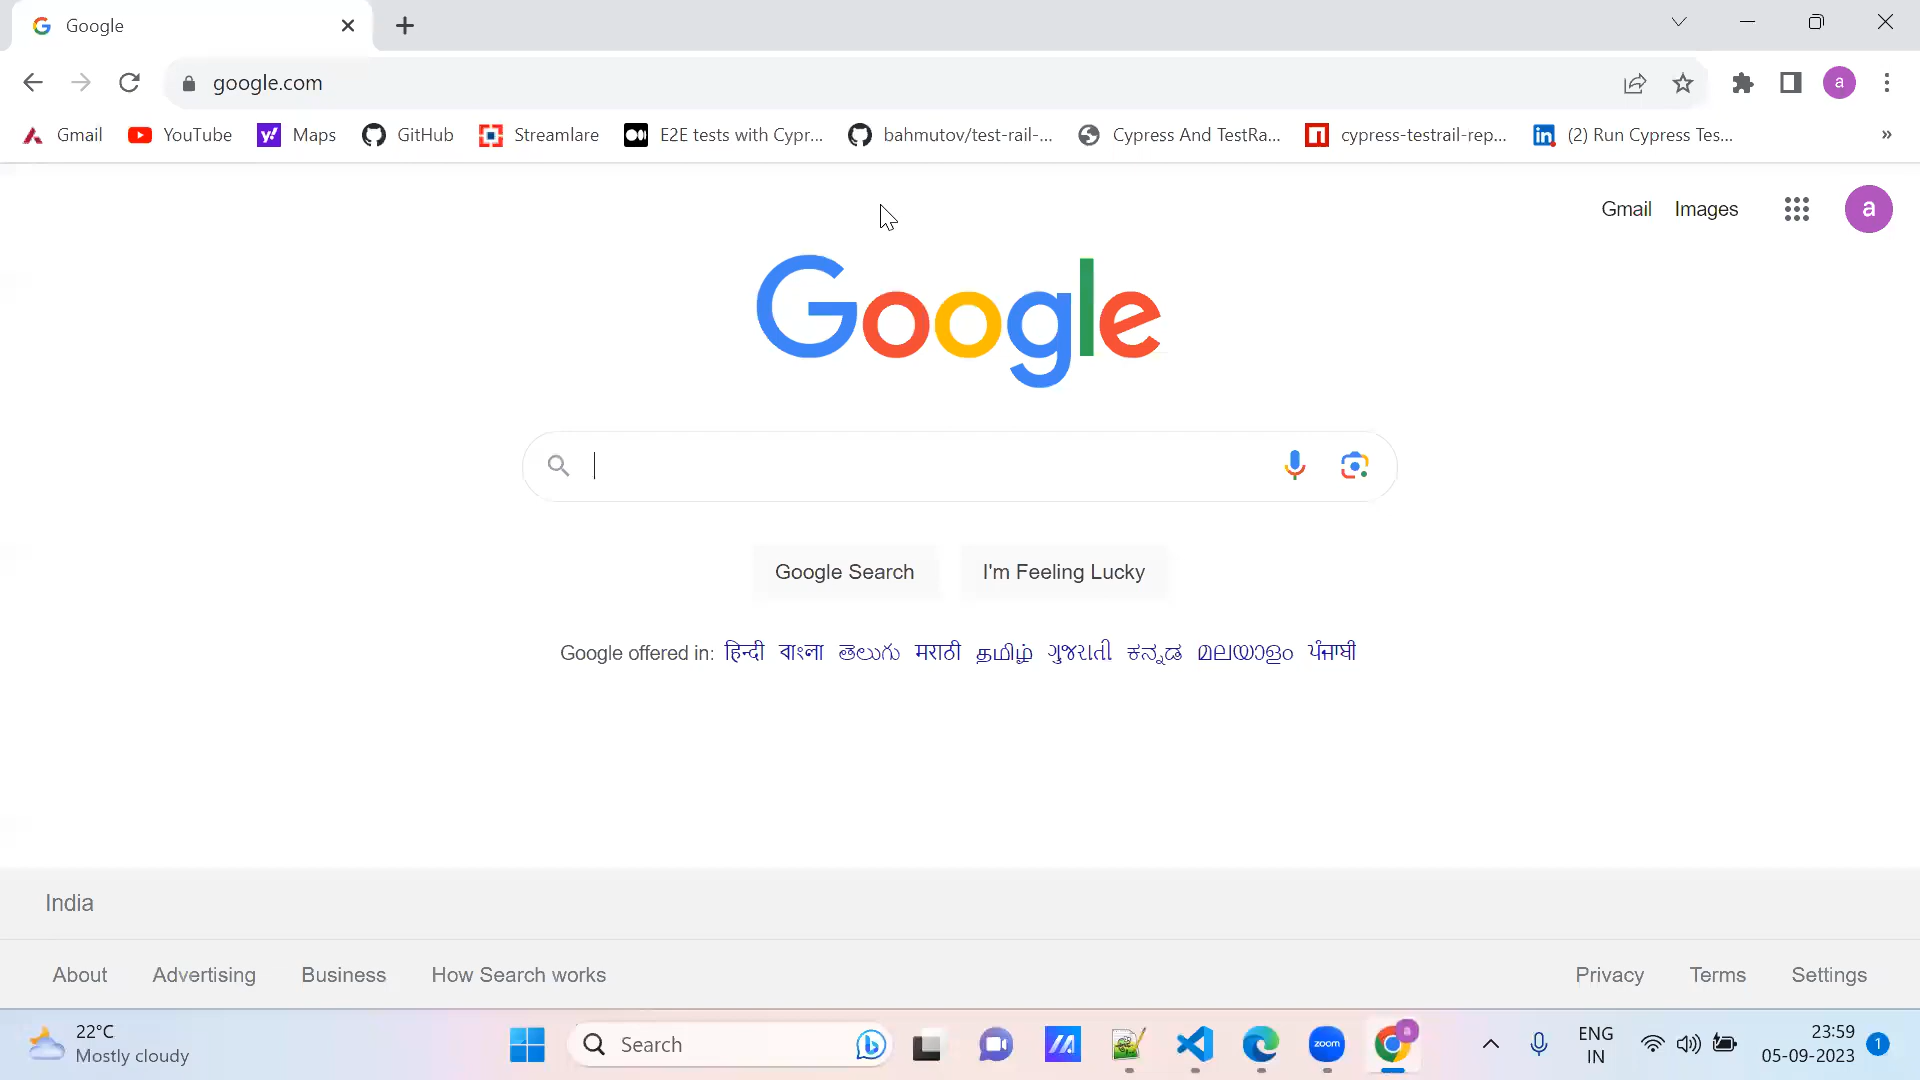 Google
google.com
Gmail YouTube Maps GitHub Streamlare E2E tests with Cypr... bahmutov/test-rail-... Cypress And TestRa... cypress-testrail-rep... (2) Run Cypress Tes... »
Gmail Images a
Google
Google Search I'm Feeling Lucky
Google offered in: हिन्दी বাংলা తెలుగు मराठी தமிழ் ગુજરાતી ಕನ್ನಡ മലയാളം ਪੰਜਾਬੀ
India
About Advertising Business How Search works Privacy Terms Settings
22°C
Mostly cloudy
Search
zoom
ENG
IN
23:59
05-09-2023
1